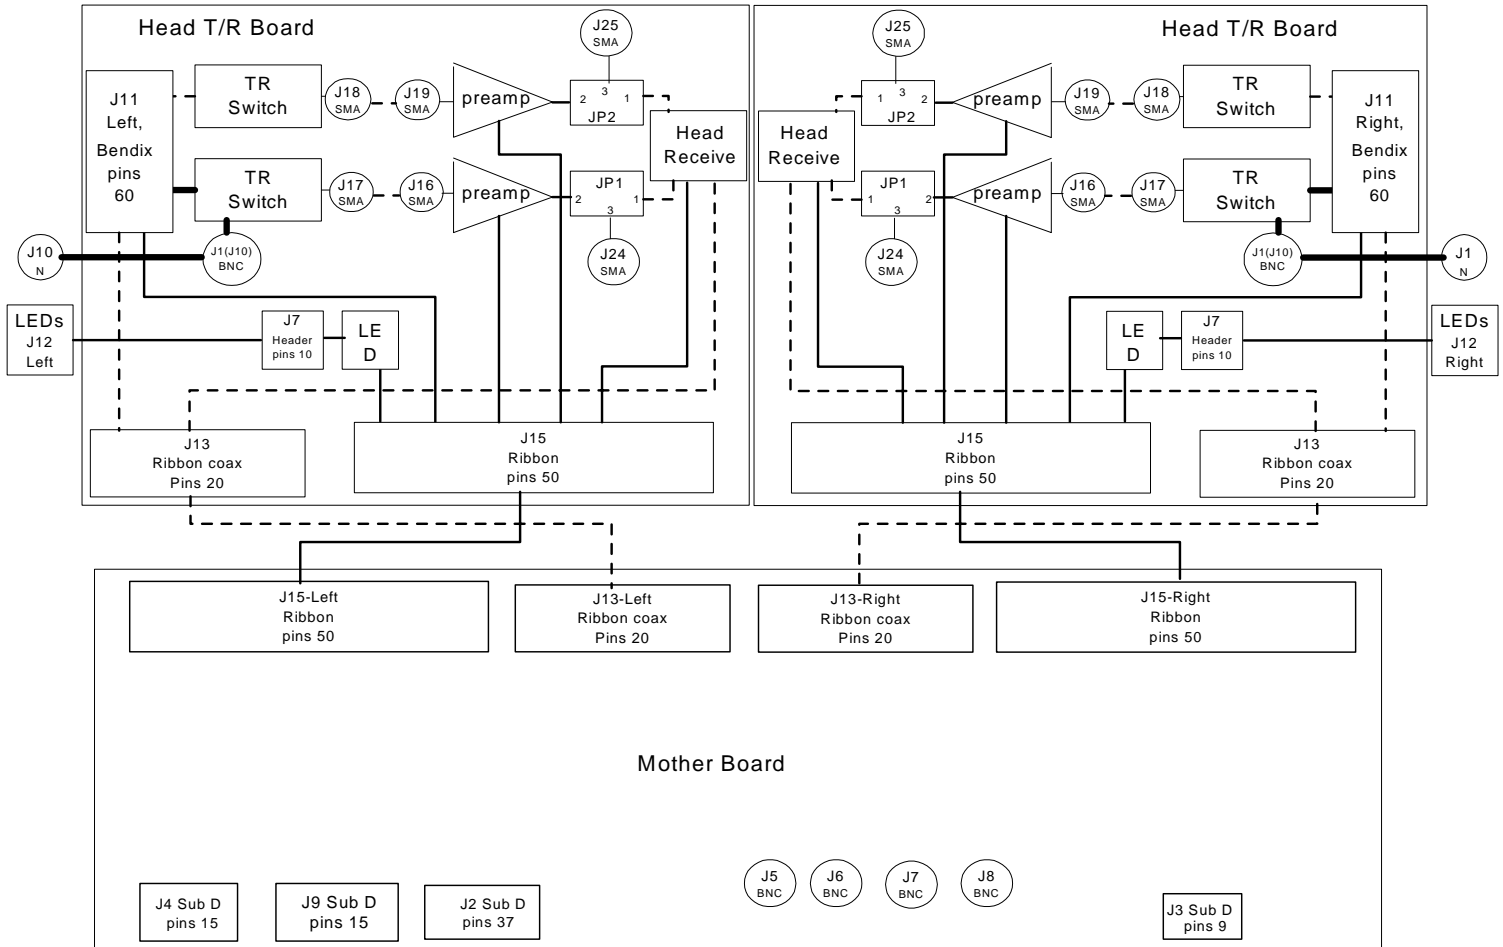 Head T/R Board
J25
SMA
J11
Left,
Bendix
pins
60
TR
Switch
J18
SMA
J19
SMA
preamp
3
2
1
JP2
Head
Receive
TR
Switch
J17
SMA
J16
SMA
preamp
JP1
2
1
3
J24
SMA
J10
N
J1(J10)
BNC
LEDs
J12
Left
J7
Header
pins 10
LE
D
J13
Ribbon coax
Pins 20
J15
Ribbon
pins 50
Head T/R Board
J25
SMA
Head
Receive
1
3
2
JP2
preamp
J19
SMA
J18
SMA
TR
Switch
J11
Right,
Bendix
pins
60
JP1
1
2
3
preamp
J16
SMA
J17
SMA
TR
Switch
J24
SMA
J1(J10)
BNC
J1
N
LE
D
J7
Header
pins 10
LEDs
J12
Right
J15
Ribbon
pins 50
J13
Ribbon coax
Pins 20
J15-Left
Ribbon
pins 50
J13-Left
Ribbon coax
Pins 20
J13-Right
Ribbon coax
Pins 20
J15-Right
Ribbon
pins 50
Mother Board
J4 Sub D
pins 15
J9 Sub D
pins 15
J2 Sub D
pins 37
J5
BNC
J6
BNC
J7
BNC
J8
BNC
J3 Sub D
pins 9